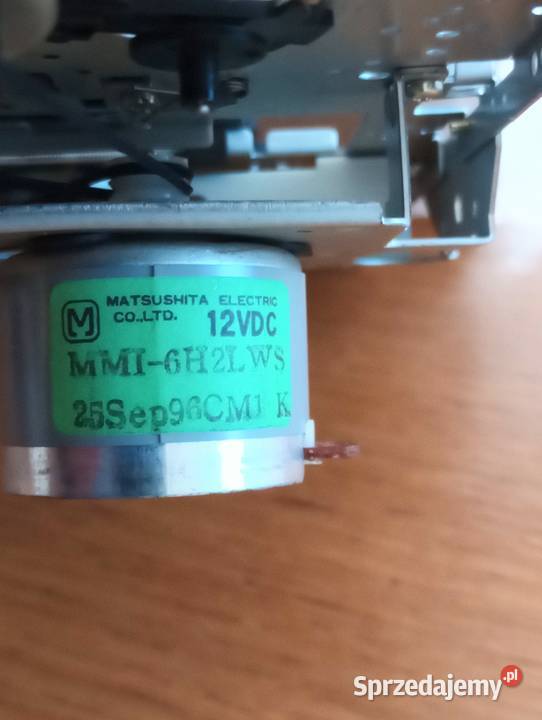 M
MATSUSHITA ELECTRIC
CO.,LTD. 12VDC
MMI-6H2LWS
25Sep96CM1 K
Sprzedajemy.pl